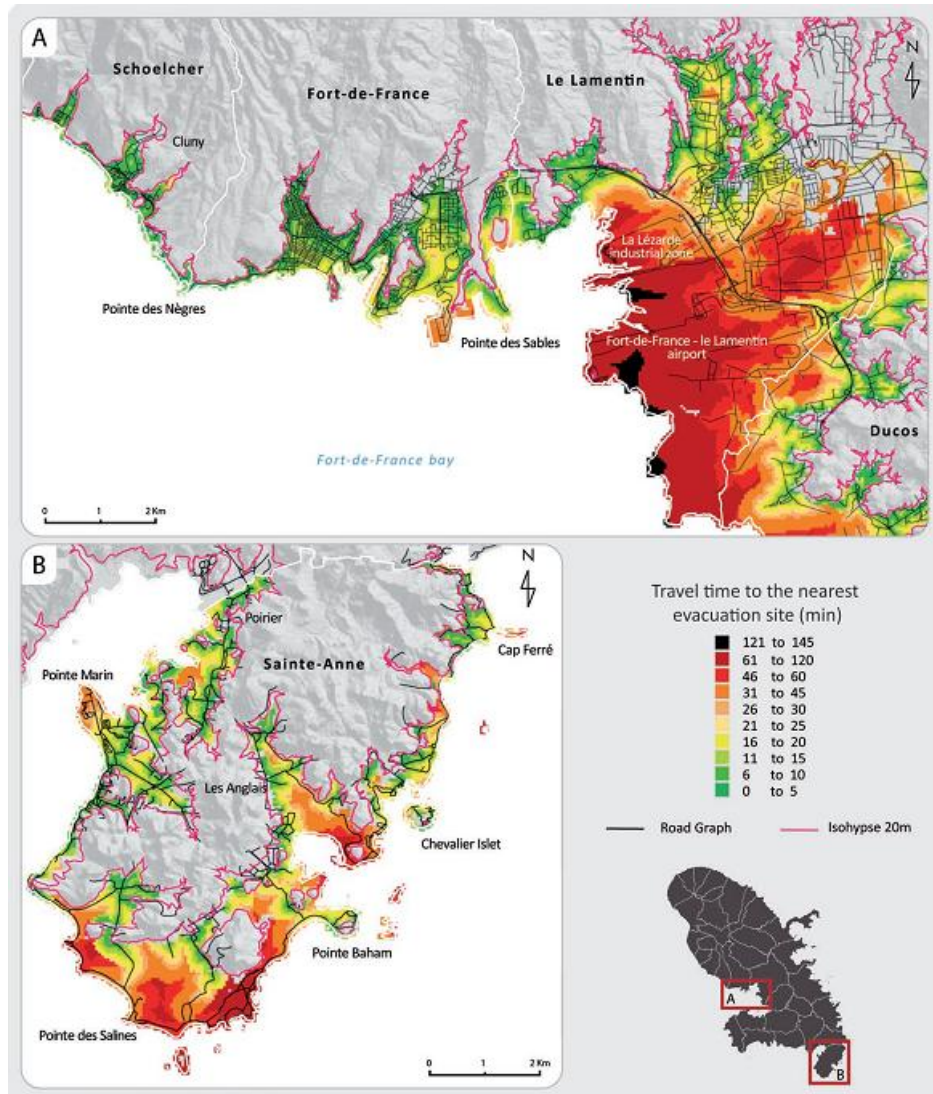 A
N
Schoelcher
Le Lamentin
Fort-de-France
Cluny
La Lézarde
industrial zone
Pointe des Nègres
Pointe des Sables
Fort-de-France - le Lamentin
airport
Ducos
Fort-de-France bay
0 1 2 Km
B
N
Poirier
Cap Ferré
Sainte-Anne
Pointe Marin
Les Anglais
Chevalier Islet
Pointe Baham
Pointe des Salines
0 1 2 Km
Travel time to the nearest
evacuation site (min)
121 to 145
61 to 120
46 to 60
31 to 45
26 to 30
21 to 25
16 to 20
11 to 15
6 to 10
0 to 5
Road Graph
Isohypse 20m
A
B